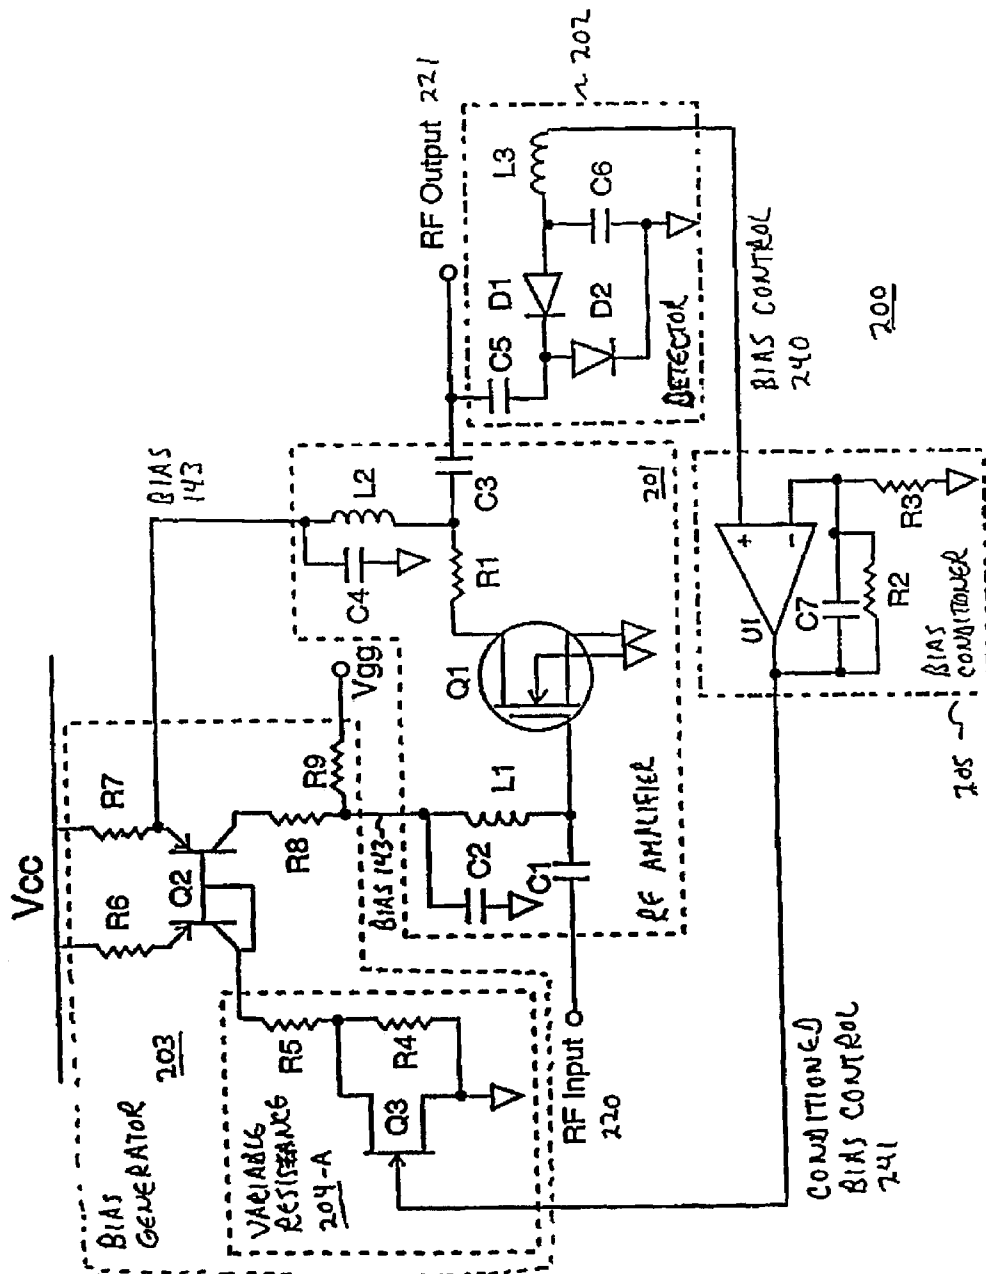 Vcc
R6
R7
Q2
203
BIAS
GENERATOR
VARIABLE
RESISTANCE
204-A
R5
R4
Q3
R8
R9
Vgg
BIAS 143
BIAS
143
C2
L1
C1
RF Input
220
RF AMPLIFIER
201
Q1
R1
C4
L2
C3
RF Output 221
202
C5
D1
D2
L3
C6
DETECTOR
BIAS CONTROL
240
200
U1
+
-
C7
R2
R3
BIAS
CONDITIONER
205
CONDITIONED
BIAS CONTROL
241